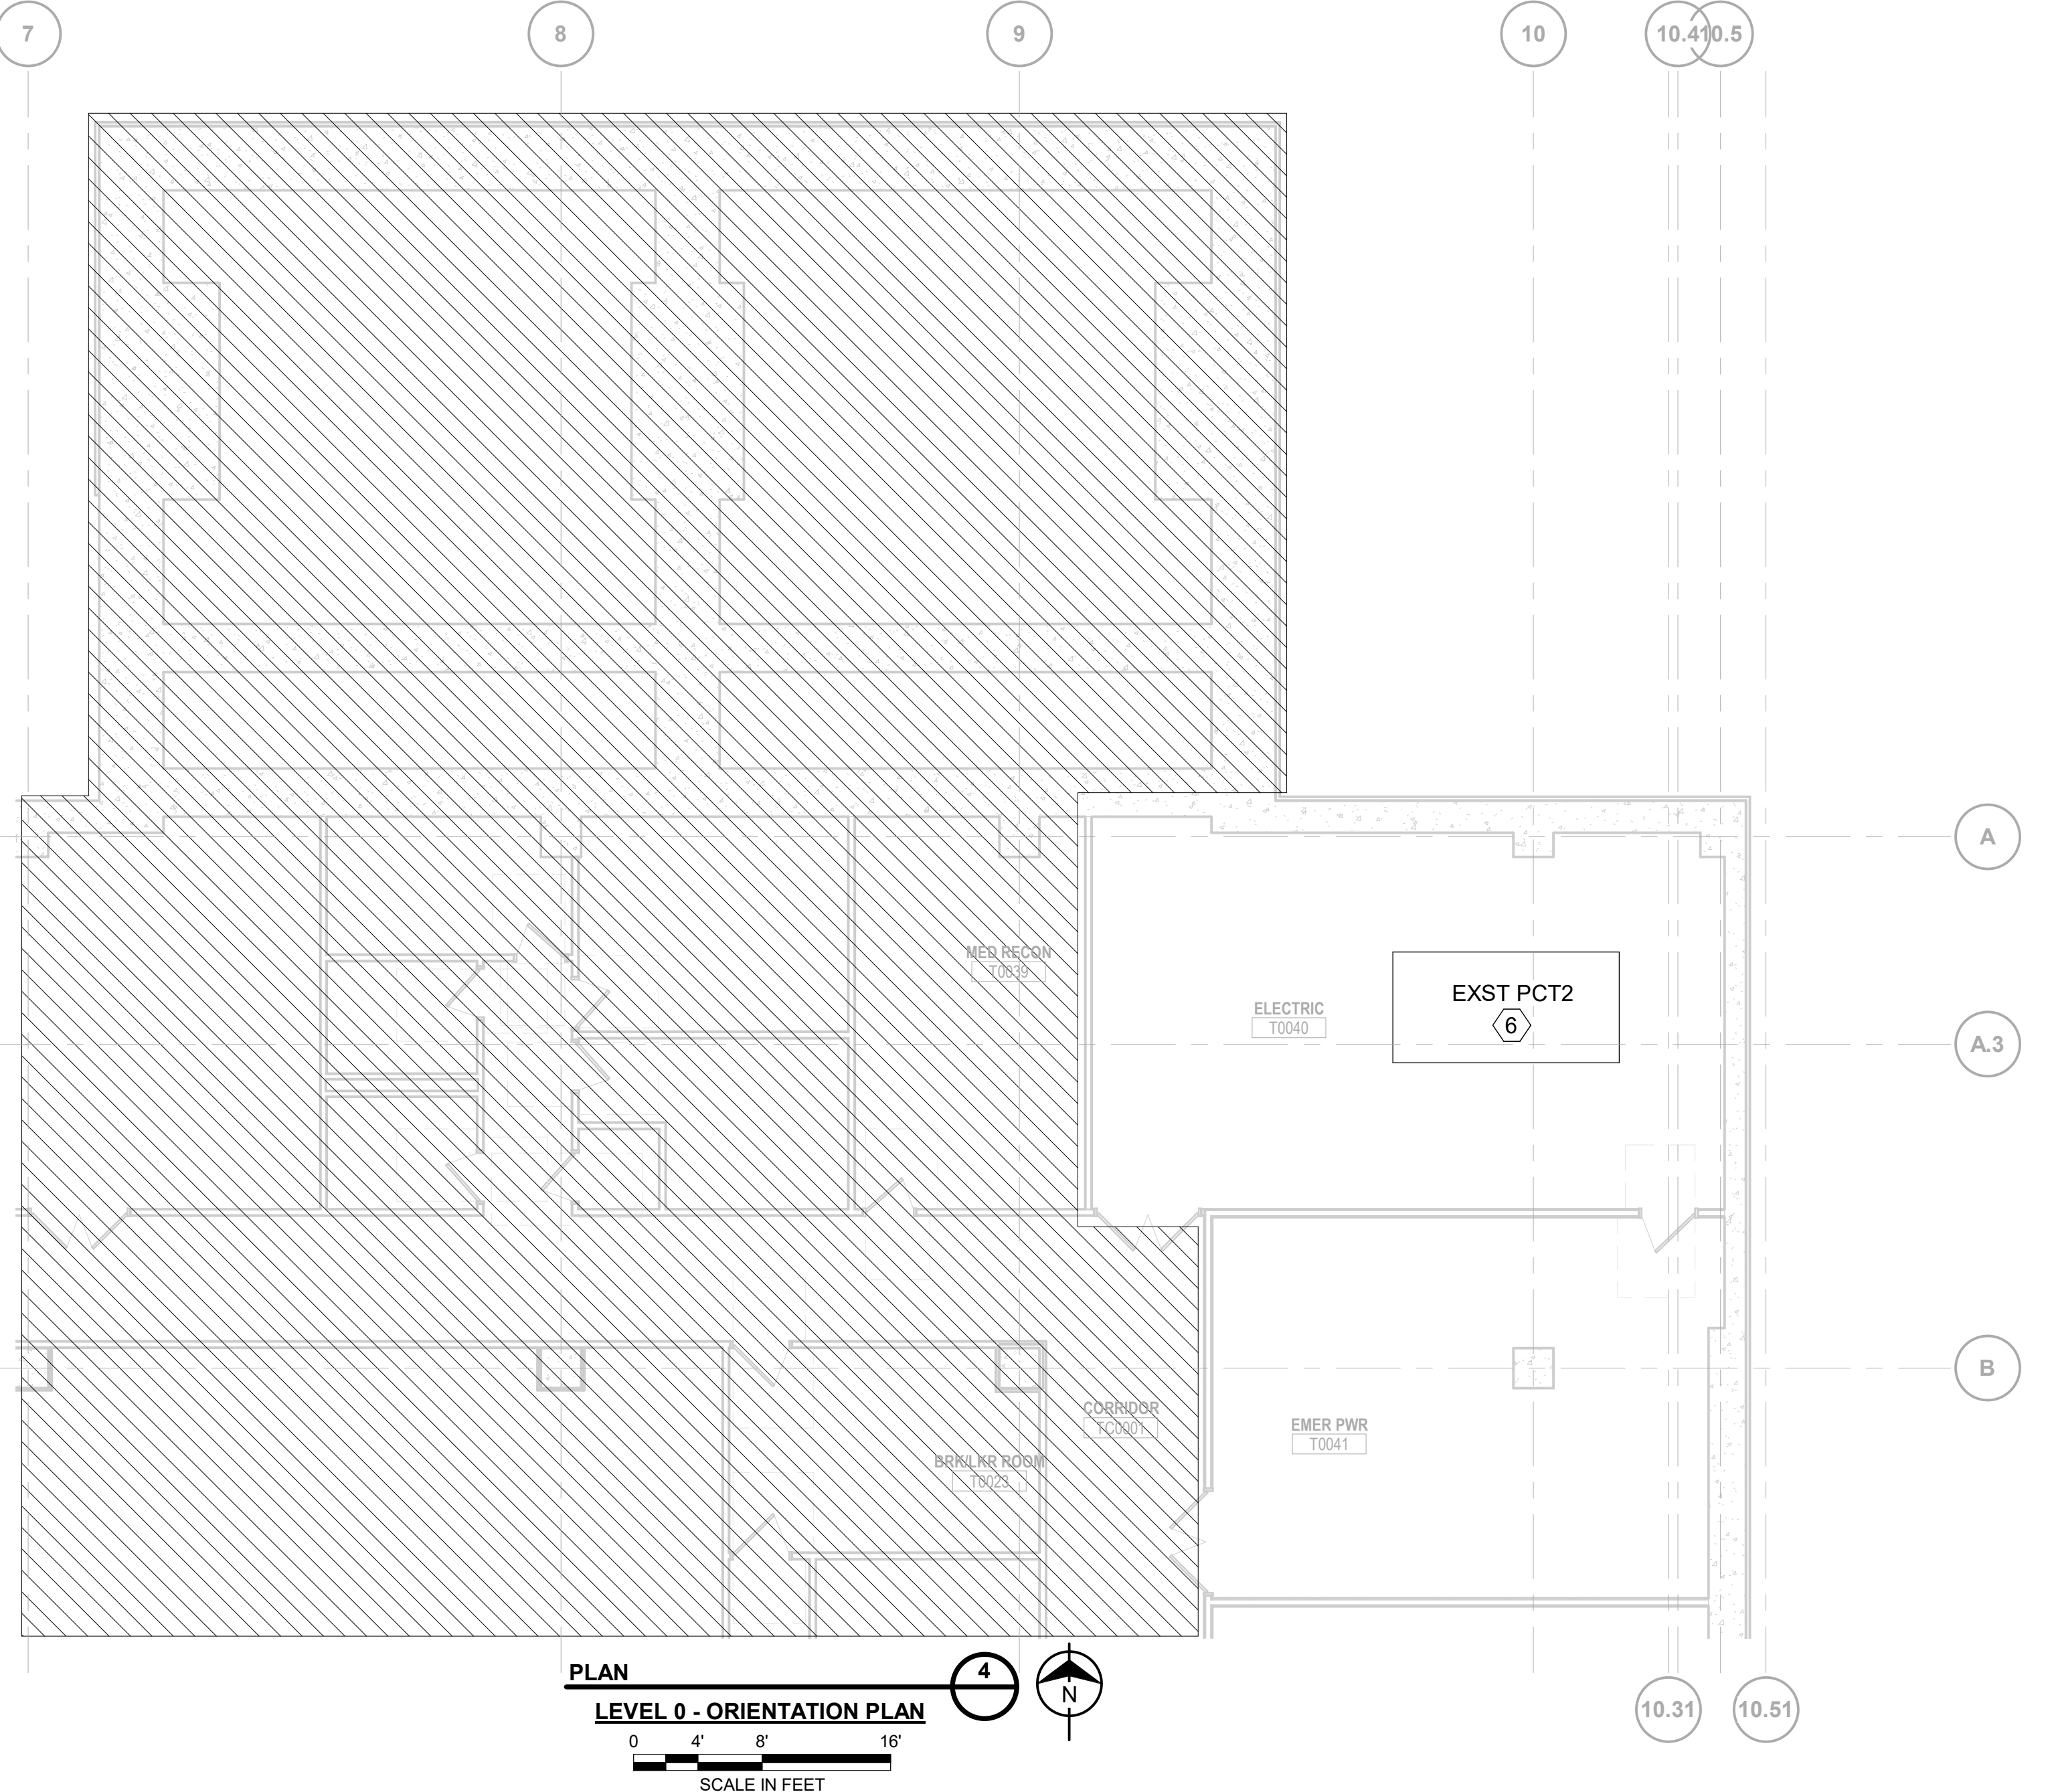 7
8
9
10
10.4
10.5
A
MED RECON
T0039
EXST PCT2
6
ELECTRIC
T0040
A.3
B
CORRIDOR
TC0001
EMER PWR
T0041
BRK/LKR ROOM
T0023
PLAN
4
N
LEVEL 0 - ORIENTATION PLAN
10.31
10.51
0 4' 8' 16'
SCALE IN FEET